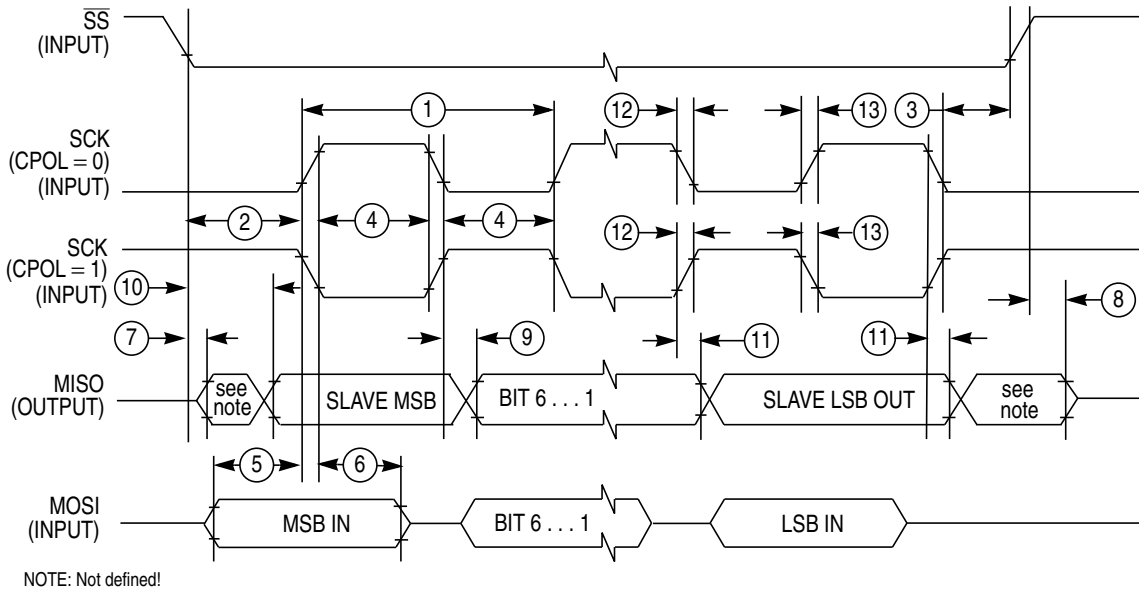 SS
(INPUT)
1
12
13
3
SCK
(CPOL = 0)
(INPUT)
2
4
4
SCK
(CPOL = 1)
(INPUT)
12
13
10
8
7
9
11
11
MISO
(OUTPUT)
see
note
SLAVE MSB
BIT 6 . . . 1
SLAVE LSB OUT
see
note
5
6
MOSI
(INPUT)
MSB IN
BIT 6 . . . 1
LSB IN
NOTE: Not defined!